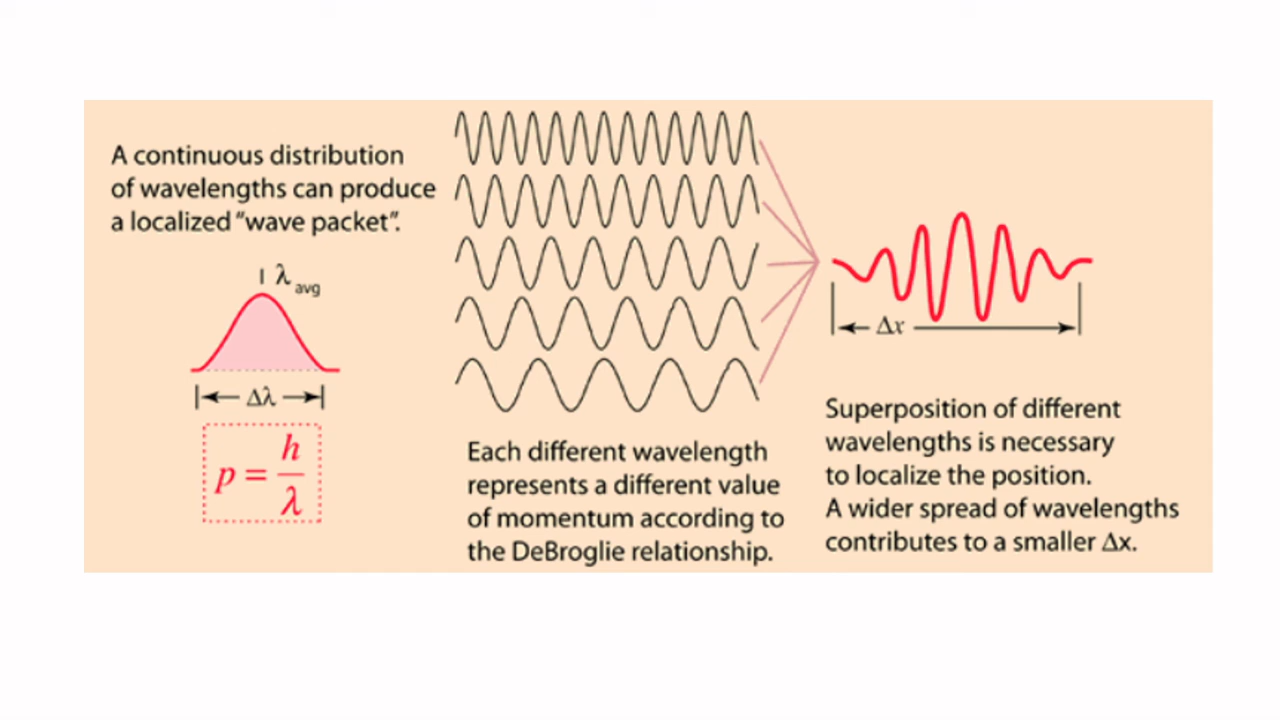 A continuous distribution
of wavelengths can produce
a localized "wave packet".
λ avg
Δλ
p = h/λ
Each different wavelength
represents a different value
of momentum according to
the DeBroglie relationship.
Δx
Superposition of different
wavelengths is necessary
to localize the position.
A wider spread of wavelengths
contributes to a smaller Δx.